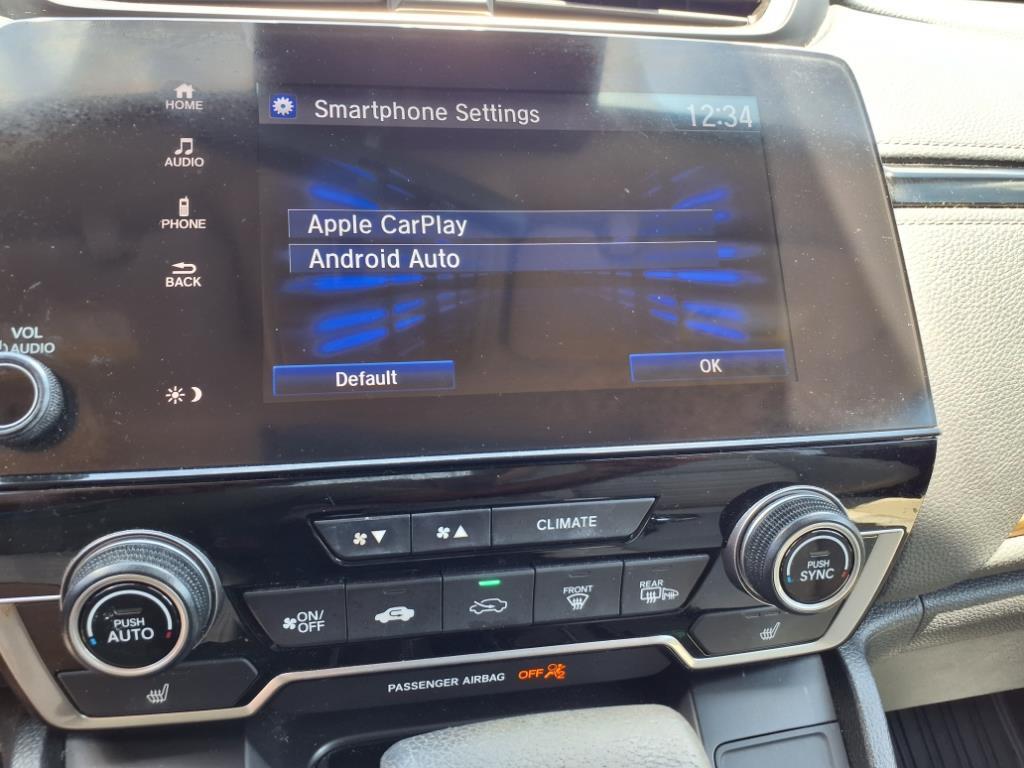 Smartphone Settings 12:34
HOME
AUDIO
PHONE
BACK
Apple CarPlay
Android Auto
Default OK
VOL
AUDIO
CLIMATE
PUSH
AUTO
ON/
OFF
FRONT
REAR
PUSH
SYNC
PASSENGER AIRBAG OFF
2